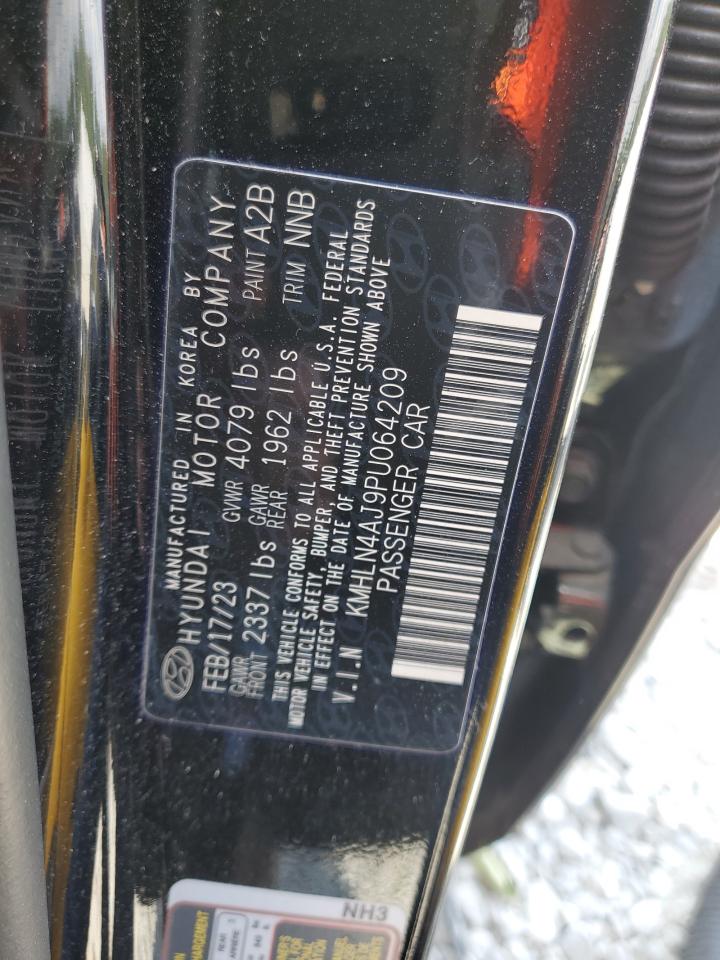 MANUFACTURED IN KOREA BY
HYUNDAI MOTOR COMPANY
FEB/17/23 GVWR 4079 lbs PAINT A2B
GAWR FRONT 2337 lbs GAWR REAR 1962 lbs TRIM NNB
THIS VEHICLE CONFORMS TO ALL APPLICABLE U.S.A. FEDERAL
MOTOR VEHICLE SAFETY, BUMPER, AND THEFT PREVENTION STANDARDS
IN EFFECT ON THE DATE OF MANUFACTURE SHOWN ABOVE
V.I.N KMHLN4AJ9PU064209
PASSENGER CAR
NH3